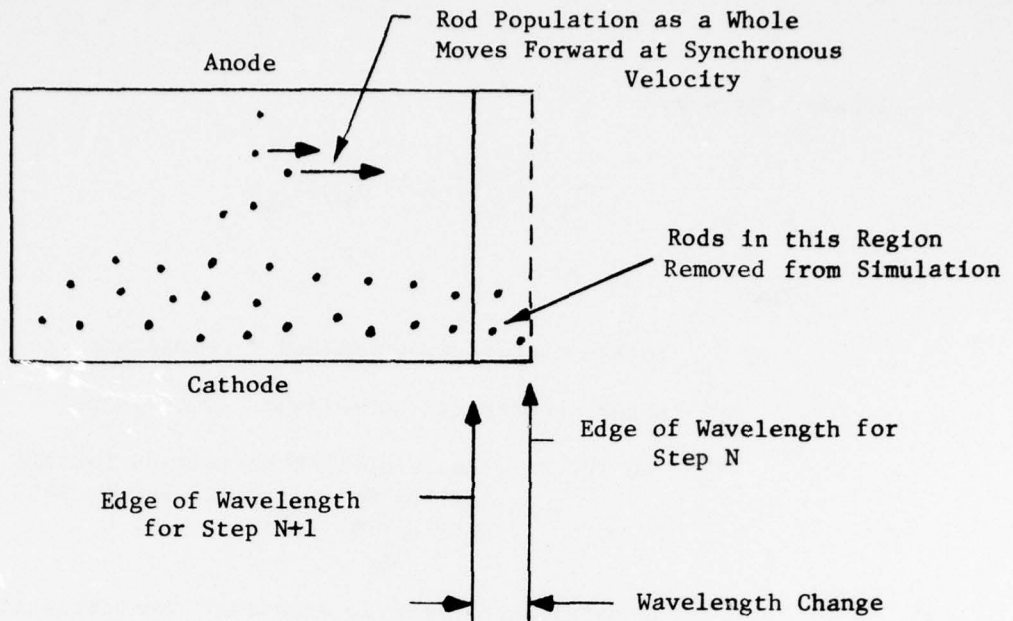 Rod Population as a Whole
Moves Forward at Synchronous
Velocity
Anode
Rods in this Region
Removed from Simulation
Cathode
Edge of Wavelength for
Step N
Edge of Wavelength
for Step N+1
Wavelength Change